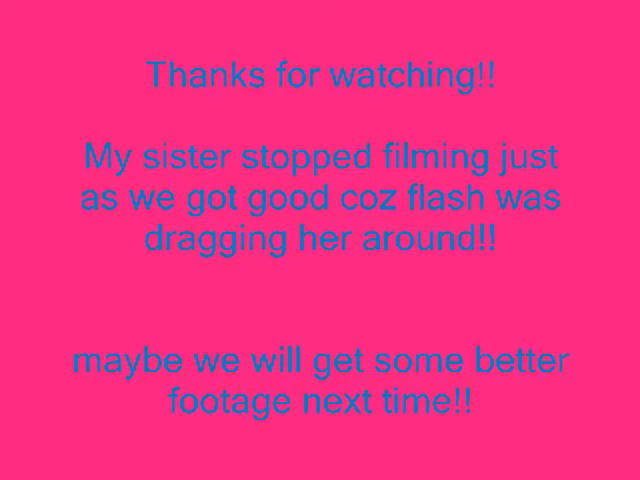 Thanks for watching!!
My sister stopped filming just
as we got good coz flash was
dragging her around!!
maybe we will get some better
footage next time!!